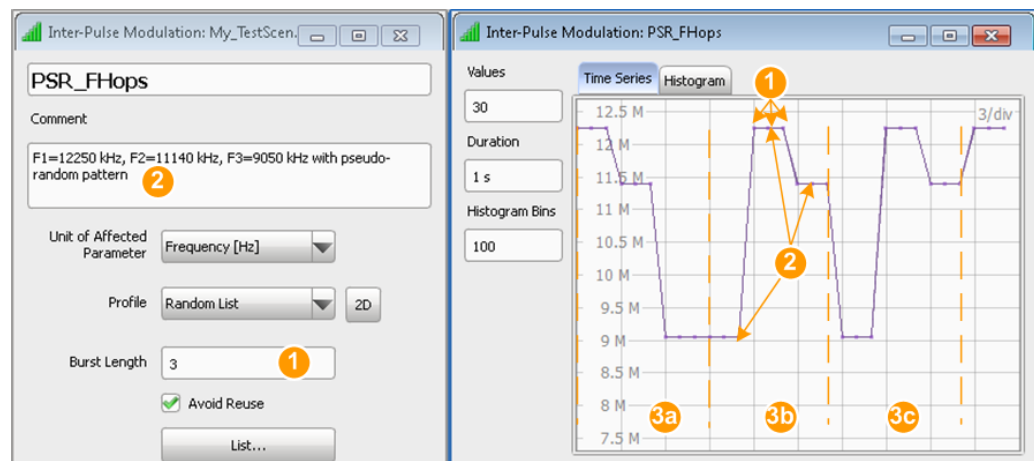 Inter-Pulse Modulation: My_TestScen.
PSR_FHops
Comment
F1=12250 kHz, F2=11140 kHz, F3=9050 kHz with pseudo-
random pattern
2
Unit of Affected
Parameter
Frequency [Hz]
Profile
Random List
2D
Burst Length
3
1
Avoid Reuse
List...
Inter-Pulse Modulation: PSR_FHops
Values
30
Duration
1 s
Histogram Bins
100
Time Series
Histogram
1
3/div
12.5 M
12 M
11.5 M
11 M
10.5 M
10 M
9.5 M
9 M
8.5 M
8 M
7.5 M
2
3a
3b
3c